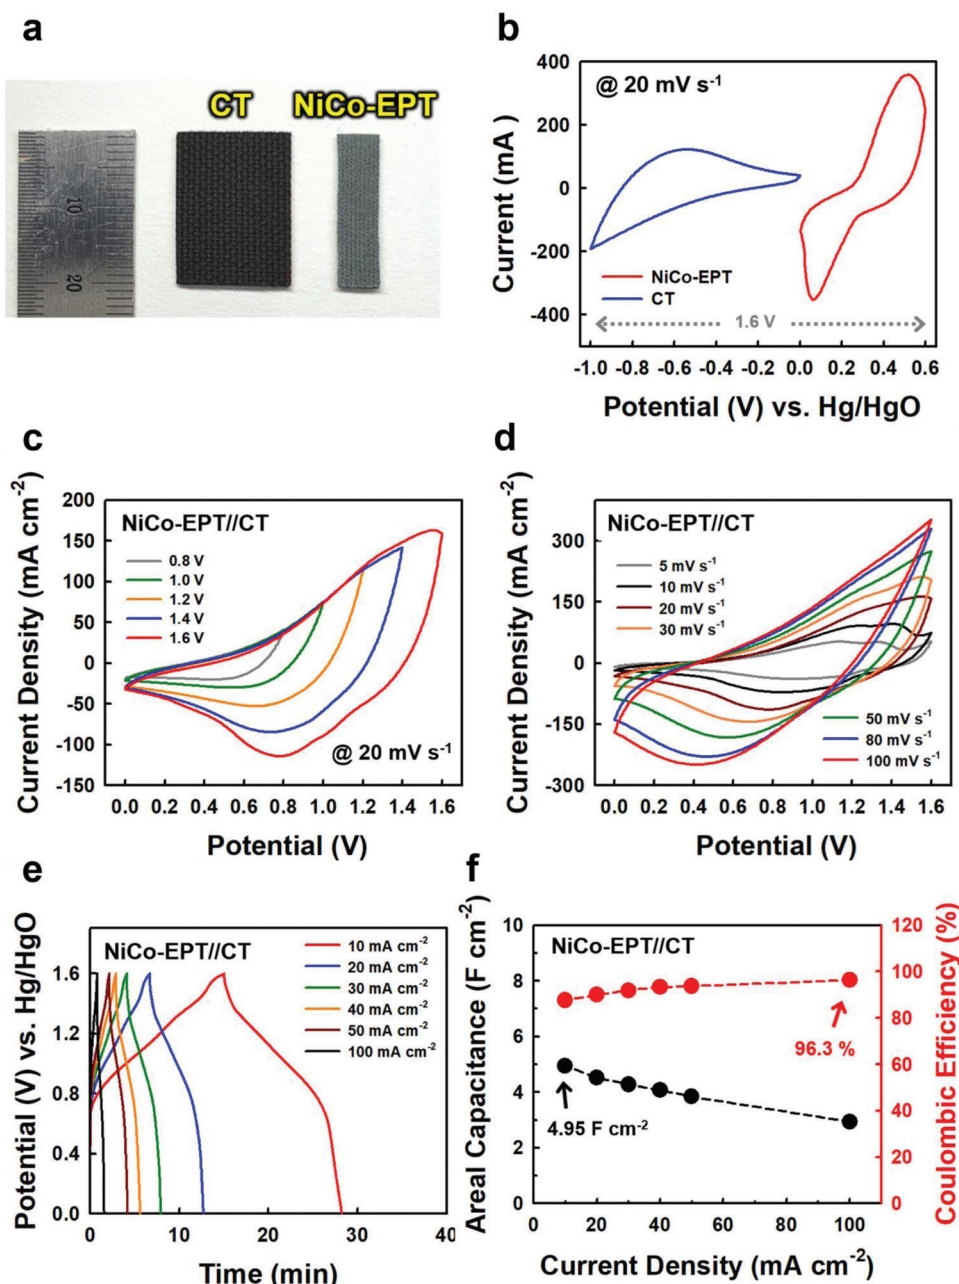 a
CT NiCo-EPT
10
20
b
Current (mA)
400
200
0
-200
-400
@ 20 mV s⁻¹
NiCo-EPT
CT
1.6 V
-1.0 -0.8 -0.6 -0.4 -0.2 0.0 0.2 0.4 0.6
Potential (V) vs. Hg/HgO
c
Current Density (mA cm⁻²)
200
150
100
50
0
-50
-100
-150
NiCo-EPT//CT
0.8 V
1.0 V
1.2 V
1.4 V
1.6 V
@ 20 mV s⁻¹
0.0 0.2 0.4 0.6 0.8 1.0 1.2 1.4 1.6
Potential (V)
d
Current Density (mA cm⁻²)
300
150
0
-150
-300
NiCo-EPT//CT
5 mV s⁻¹
10 mV s⁻¹
20 mV s⁻¹
30 mV s⁻¹
50 mV s⁻¹
80 mV s⁻¹
100 mV s⁻¹
0.0 0.2 0.4 0.6 0.8 1.0 1.2 1.4 1.6
Potential (V)
e
Potential (V) vs. Hg/HgO
1.6
1.2
0.8
0.4
0.0
NiCo-EPT//CT
10 mA cm⁻²
20 mA cm⁻²
30 mA cm⁻²
40 mA cm⁻²
50 mA cm⁻²
100 mA cm⁻²
0 10 20 30 40
Time (min)
f
Areal Capacitance (F cm⁻²)
10
8
6
4
2
0
NiCo-EPT//CT
96.3 %
4.95 F cm⁻²
120
100
80
60
40
20
0
Coulombic Efficiency (%)
0 20 40 60 80 100
Current Density (mA cm⁻²)